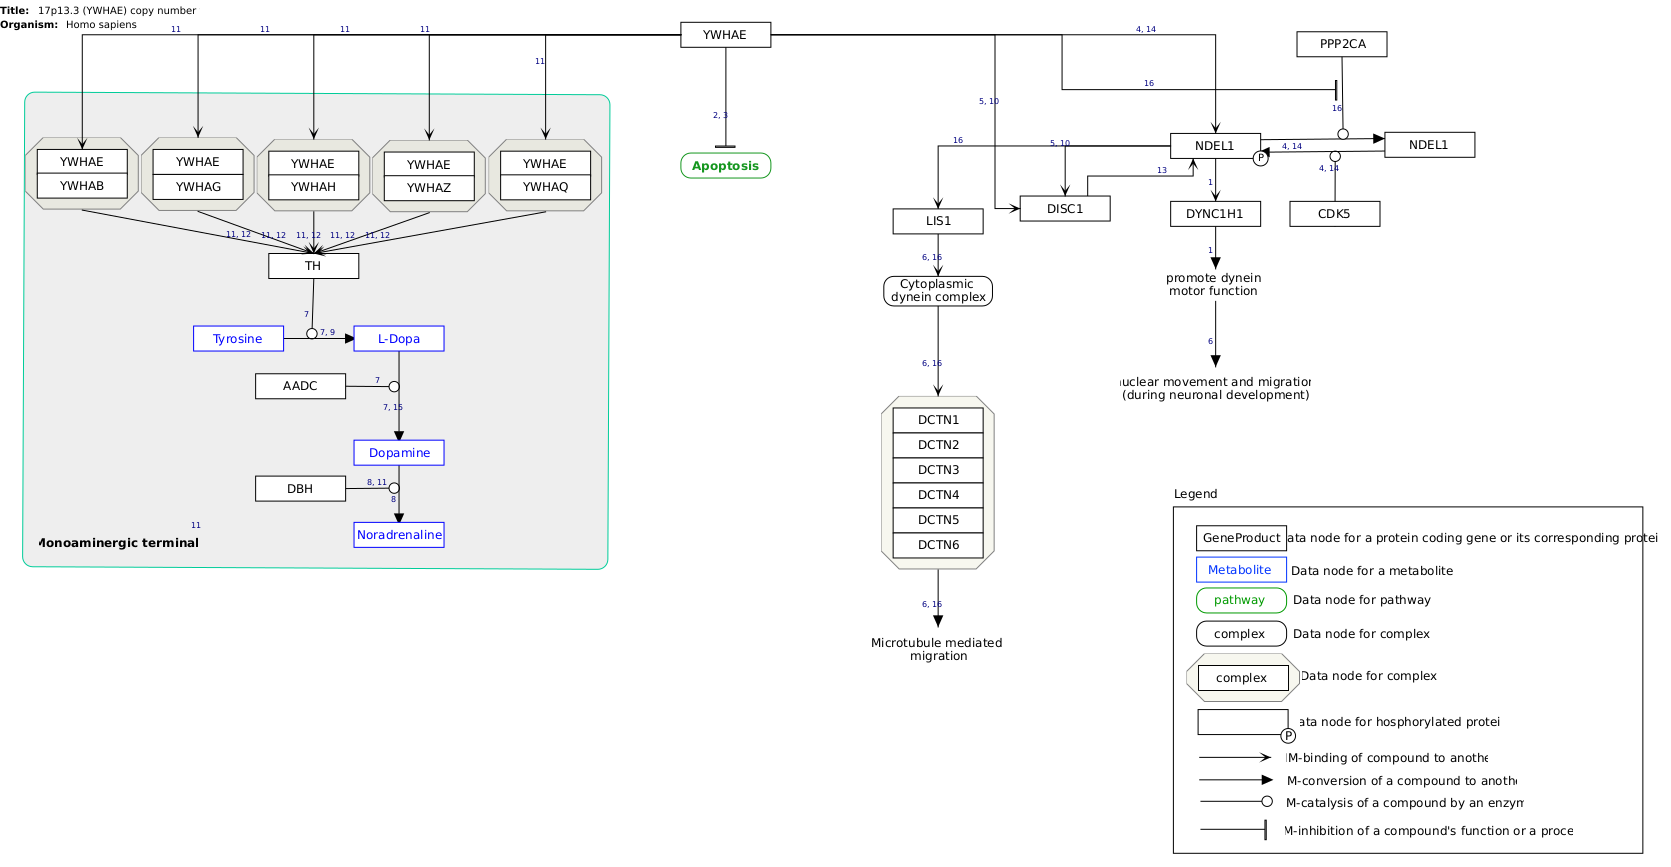 Title: 17p13.3 (YWHAE) copy number
Organism: Homo sapiens
11
11
11
11
11
YWHAE
4, 14
PPP2CA
16
16
5, 10
2, 3
Apoptosis
YWHAE
YWHAB
YWHAE
YWHAG
YWHAE
YWHAH
YWHAE
YWHAZ
YWHAE
YWHAQ
16
5, 10
NDEL1
P
4, 14
NDEL1
4, 14
13
1
LIS1
DISC1
DYNC1H1
CDK5
11, 12
11, 12
11, 12
11, 12
11, 12
TH
6, 16
1
Cytoplasmic
dynein complex
promote dynein
motor function
7
7, 9
Tyrosine
L-Dopa
6
6, 16
AADC
7
7, 15
uclear movement and migration
(during neuronal development)
DCTN1
DCTN2
DCTN3
DCTN4
DCTN5
DCTN6
Dopamine
DBH
8, 11
8
Noradrenaline
11
Monoaminergic terminal
6, 16
Microtubule mediated
migration
Legend
GeneProduct ata node for a protein coding gene or its corresponding protei
Metabolite Data node for a metabolite
pathway Data node for pathway
complex Data node for complex
complex Data node for complex
ata node for hosphorylated protei
P
M-binding of compound to anothe
M-conversion of a compound to anothe
M-catalysis of a compound by an enzym
M-inhibition of a compound's function or a proce